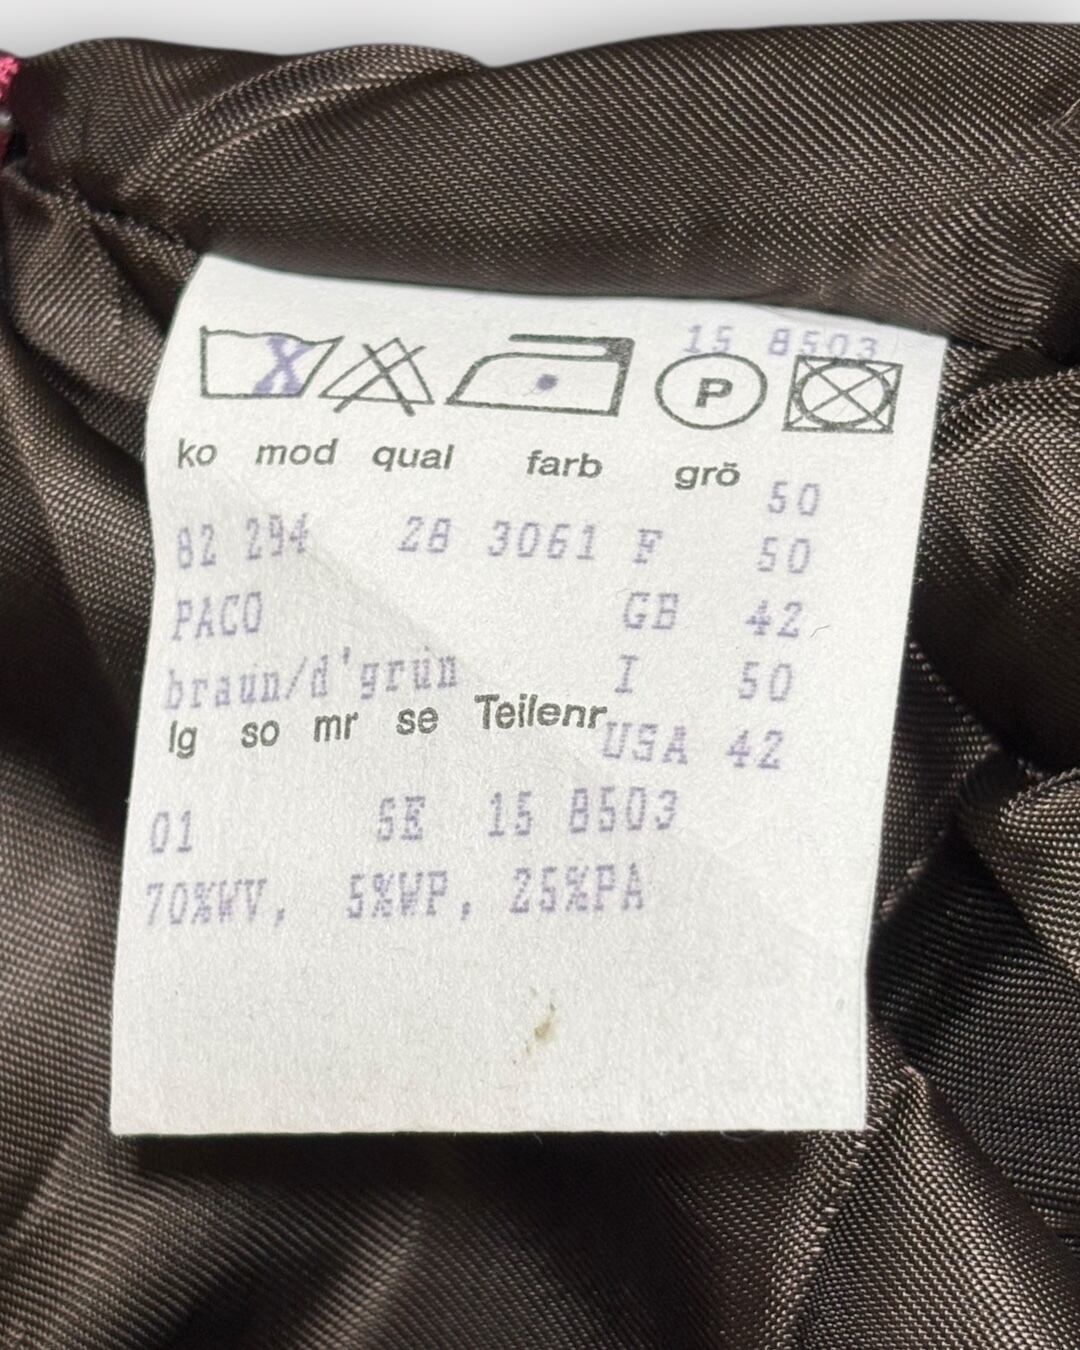 15 8503
X P
ko mod qual farb grö
50
82 294 28 3061 F 50
PACO GB 42
braun/d'grün I 50
lg so mr se Teilenr
USA 42
01 SE 15 8503
70%WV, 5%WP, 25%PA